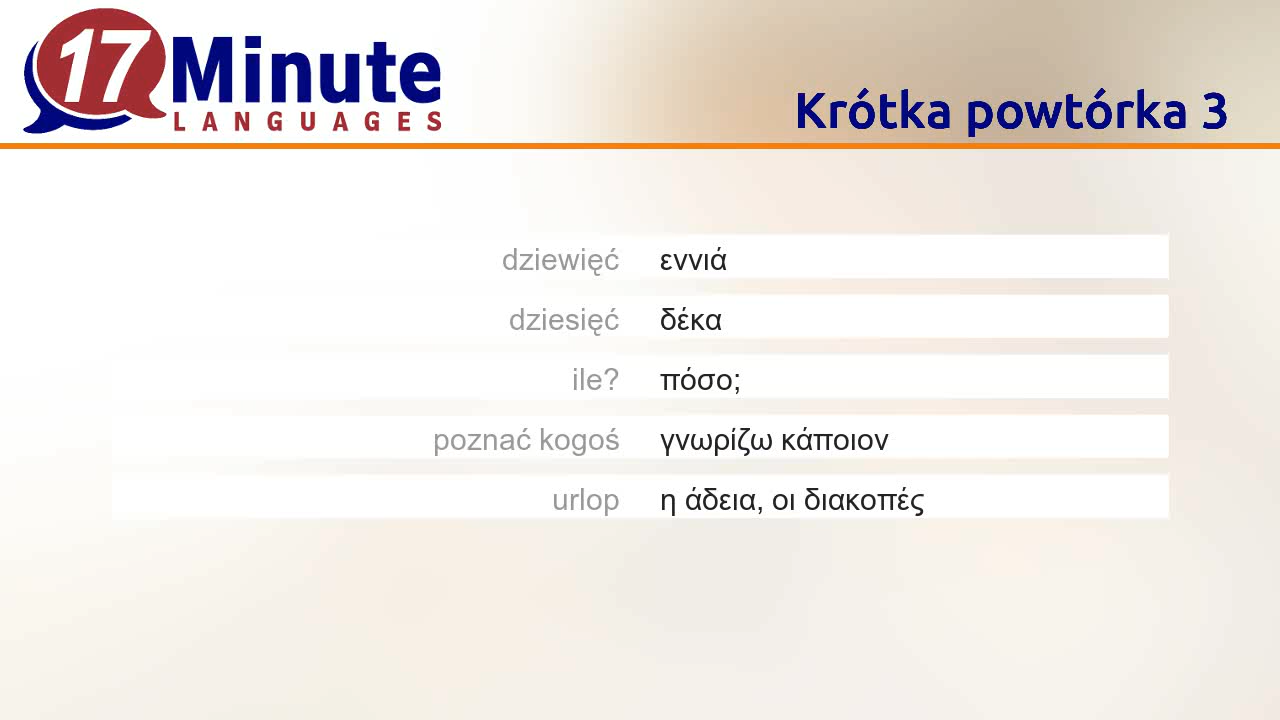 17 Minute
LANGUAGES
Krótka powtórka 3
dziewięć εννιά
dziesięć δέκα
ile? πόσο;
poznać kogoś γνωρίζω κάποιον
urlop η άδεια, οι διακοπές